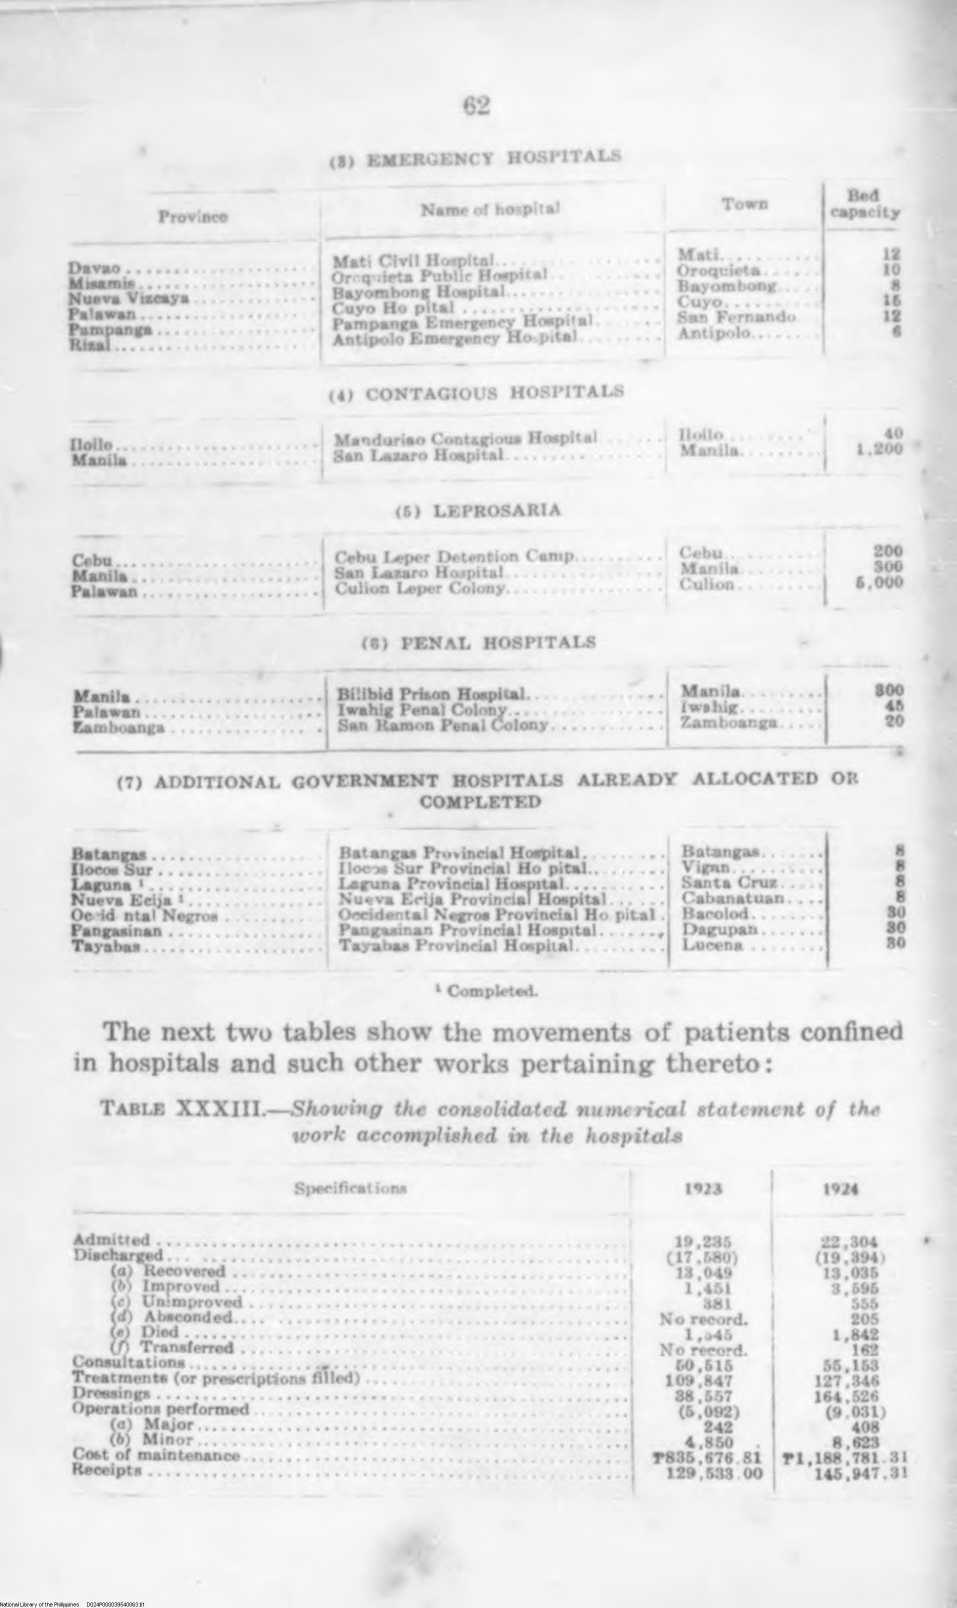 62
(3) EMERGENCY HOSPITALS
Province Name of hospital Town Bed capacity
Davao Mati Civil Hospital Mati 12
Misamis Oroquieta Public Hospital Oroquieta 10
Nueva Vizcaya Bayombong Hospital Bayombong 8
Palawan Cuyo Ho pital Cuyo 15
Pampanga Pampanga Emergency Hospital San Fernando 12
Rizal Antipolo Emergency Hospital Antipolo 6
(4) CONTAGIOUS HOSPITALS
Iloilo Manduriao Contagious Hospital Iloilo 40
Manila San Lazaro Hospital Manila 1,200
(5) LEPROSARIA
Cebu Cebu Leper Detention Camp Cebu 200
Manila San Lazaro Hospital Manila 300
Palawan Culion Leper Colony Culion 5,000
(6) PENAL HOSPITALS
Manila Bilibid Prison Hospital Manila 300
Palawan Iwahig Penal Colony Iwahig 45
Zamboanga San Ramon Penal Colony Zamboanga 20
(7) ADDITIONAL GOVERNMENT HOSPITALS ALREADY ALLOCATED OR
COMPLETED
Batangas Batangas Provincial Hospital Batangas 8
Ilocos Sur Ilocos Sur Provincial Ho pital Vigan 8
Laguna ¹ Laguna Provincial Hospital Santa Cruz 8
Nueva Ecija ¹ Nueva Ecija Provincial Hospital Cabanatuan 8
Occid ntal Negros Occidental Negros Provincial Ho pital Bacolod 30
Pangasinan Pangasinan Provincial Hospital Dagupan 30
Tayabas Tayabas Provincial Hospital Lucena 30
¹ Completed.
The next two tables show the movements of patients confined
in hospitals and such other works pertaining thereto:
TABLE XXXIII.—Showing the consolidated numerical statement of the
work accomplished in the hospitals
Specifications 1923 1924
Admitted 19,235 22,304
Discharged (17,580) (19,394)
(a) Recovered 13,049 13,035
(b) Improved 1,451 3,595
(c) Unimproved 381 555
(d) Absconded No record. 205
(e) Died 1,842
(f) Transferred No record. 162
Consultations 50,515 55,153
Treatments (or prescriptions filled) 109,847 127,346
Dressings 38,557 164,526
Operations performed (5,092) (9,031)
(a) Major 242 408
(b) Minor 4,850 8,623
Cost of maintenance ₱835,676.81 ₱1,188,781.31
Receipts 129,533.00 145,947.31
National Library of the Philippines